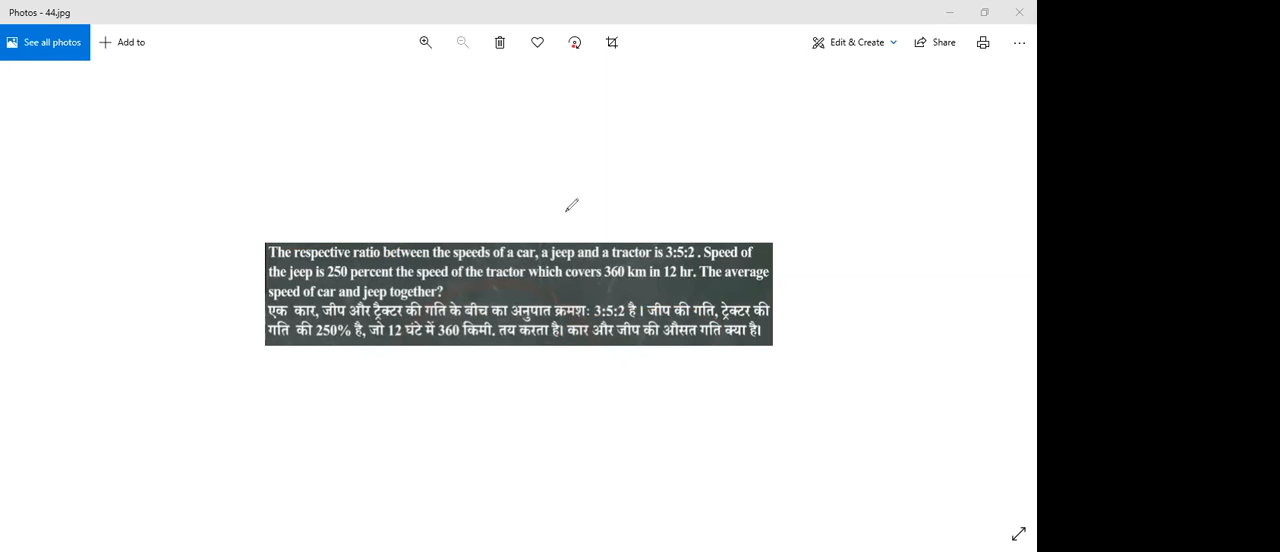 Photos - 44.jpg
See all photos
Add to
Edit & Create
Share
The respective ratio between the speeds of a car, a jeep and a tractor is 3:5:2 . Speed of
the jeep is 250 percent the speed of the tractor which covers 360 km in 12 hr. The average
speed of car and jeep together?
एक कार, जीप और ट्रैक्टर की गति के बीच का अनुपात क्रमशः 3:5:2 है। जीप की गति, ट्रेक्टर की
गति की 250% है, जो 12 घंटे में 360 किमी. तय करता है। कार और जीप की औसत गति क्या है।